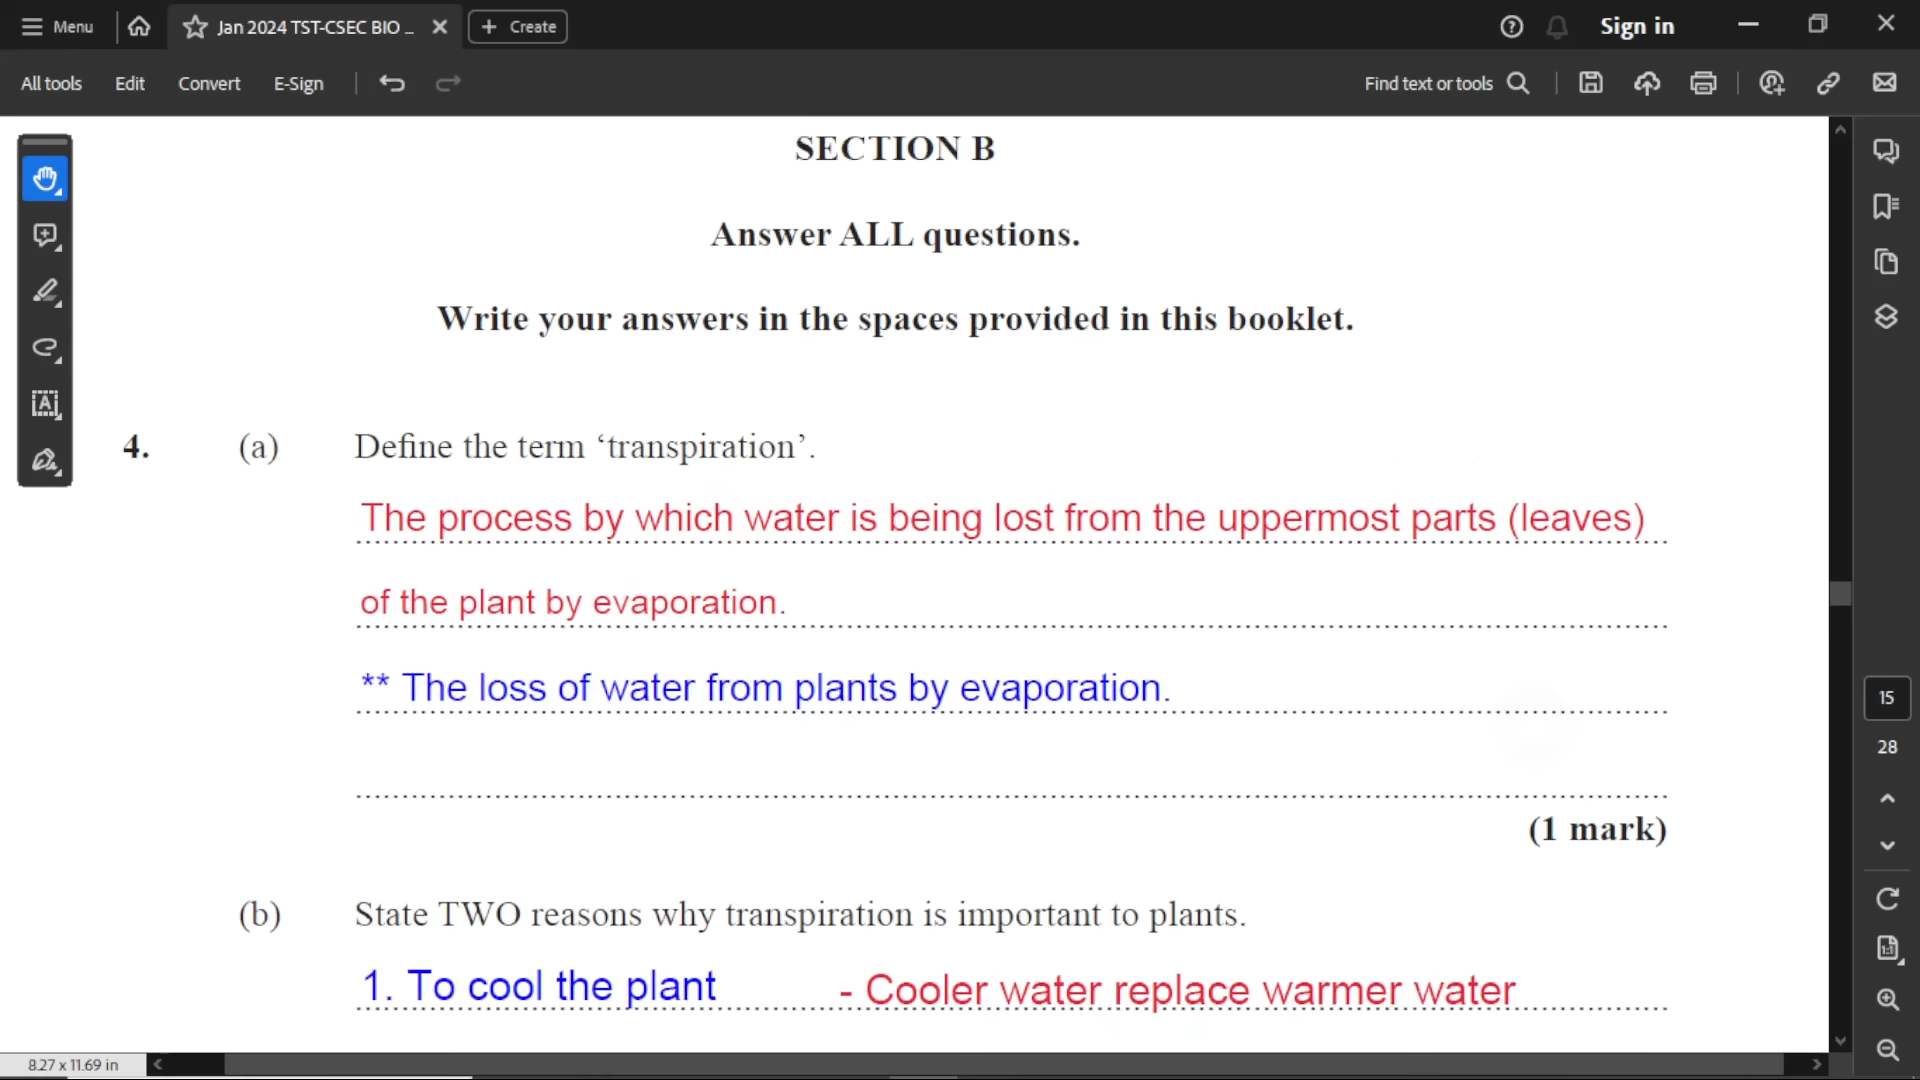 Menu
Jan 2024 TST-CSEC BIO _
Create
Sign in
All tools
Edit
Convert
E-Sign
Find text or tools
SECTION B
Answer ALL questions.
Write your answers in the spaces provided in this booklet.
4. (a) Define the term ‘transpiration’.
The process by which water is being lost from the uppermost parts (leaves)
of the plant by evaporation.
** The loss of water from plants by evaporation.
(1 mark)
(b) State TWO reasons why transpiration is important to plants.
1. To cool the plant - Cooler water replace warmer water
15
28
8.27 x 11.69 in